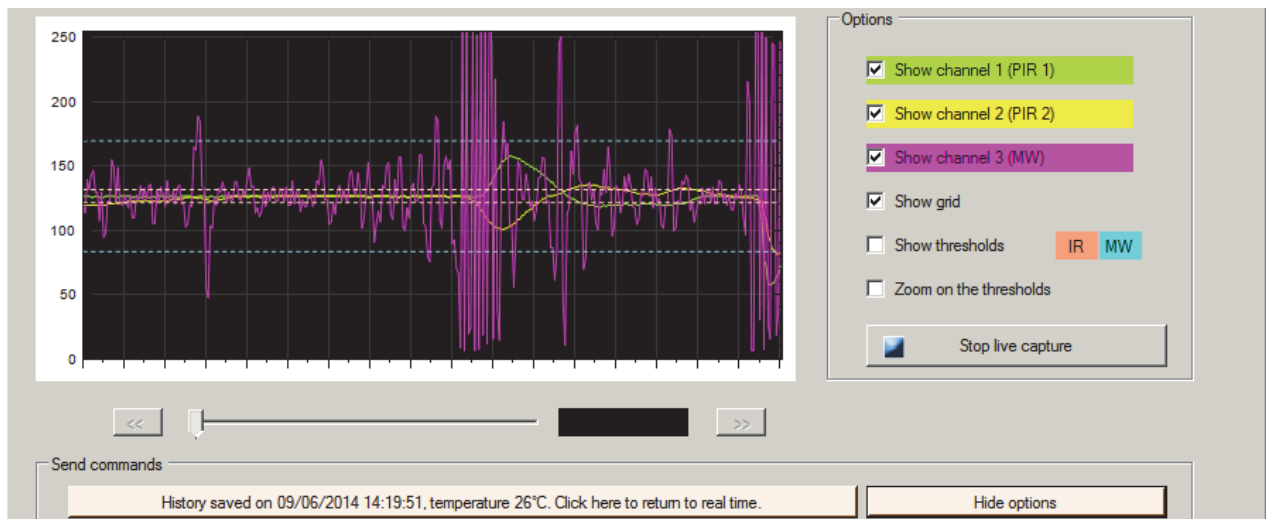 250
200
150
100
50
0
Options
Show channel 1 (PIR 1)
Show channel 2 (PIR 2)
Show channel 3 (MW)
Show grid
Show thresholds IR MW
Zoom on the thresholds
Stop live capture
<< >>
Send commands
History saved on 09/06/2014 14:19:51, temperature 26°C. Click here to return to real time. Hide options